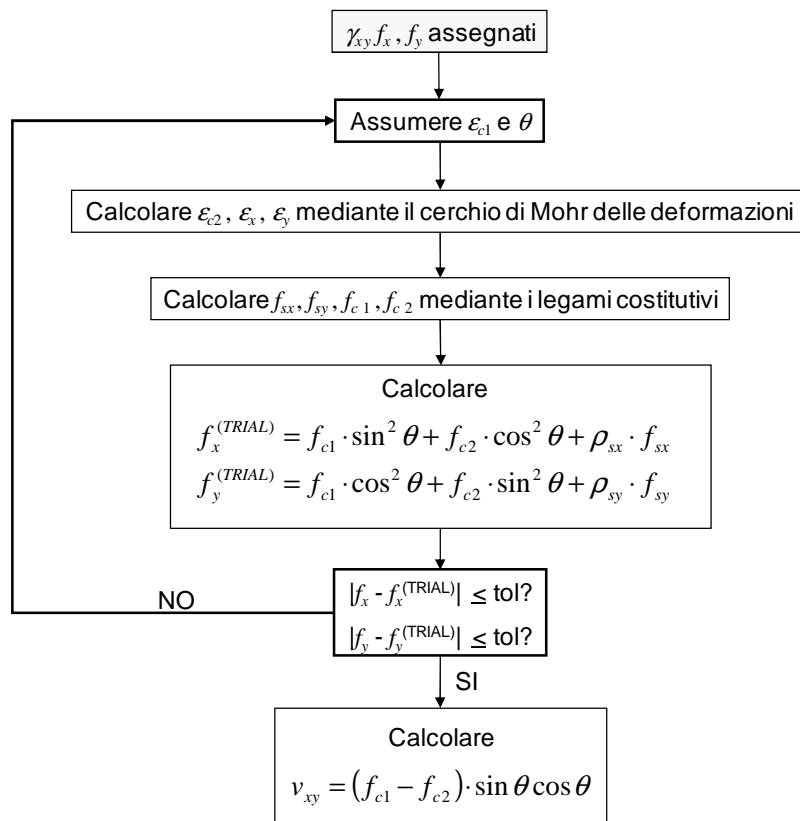 γxy fx , fy assegnati
Assumere εc1 e θ
Calcolare εc2 , εx , εy mediante il cerchio di Mohr delle deformazioni
Calcolare fsx, fsy, fc 1 , fc 2 mediante i legami costitutivi
Calcolare
fx^(TRIAL) = fc1 · sin² θ + fc2 · cos² θ + ρsx · fsx
fy^(TRIAL) = fc1 · cos² θ + fc2 · sin² θ + ρsy · fsy
NO
|fx - fx^(TRIAL)| ≤ tol?
|fy - fy^(TRIAL)| ≤ tol?
SI
Calcolare
vxy = (fc1 − fc2) · sin θ cos θ